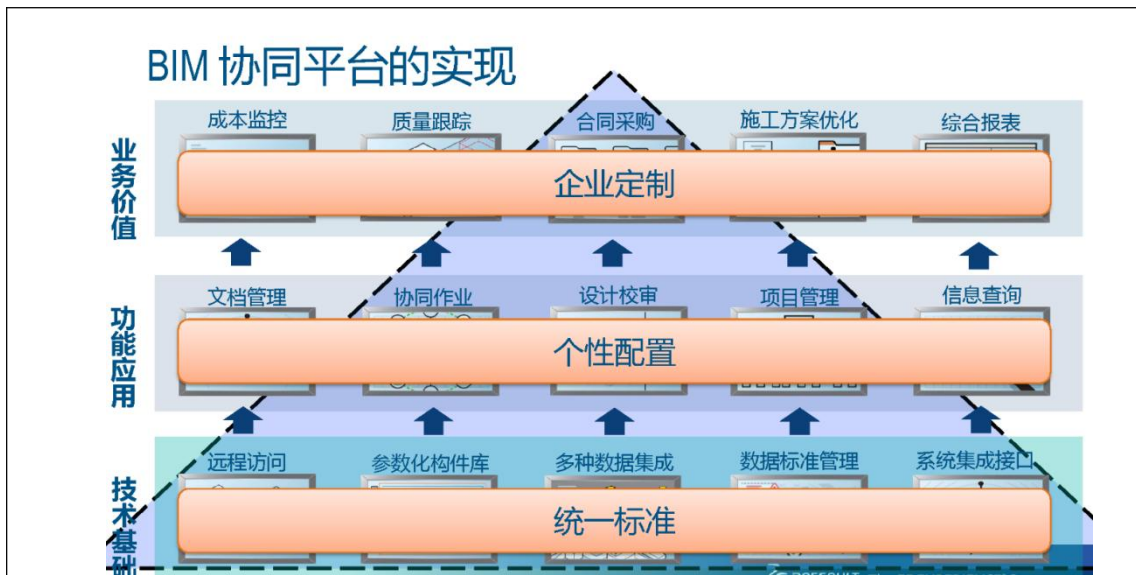 BIM 协同平台的实现
业务价值
成本监控
质量跟踪
合同采购
施工方案优化
综合报表
企业定制
功能应用
文档管理
协同作业
设计校审
项目管理
信息查询
个性配置
技术基础
远程访问
参数化构件库
多种数据集成
数据标准管理
系统集成接口
统一标准